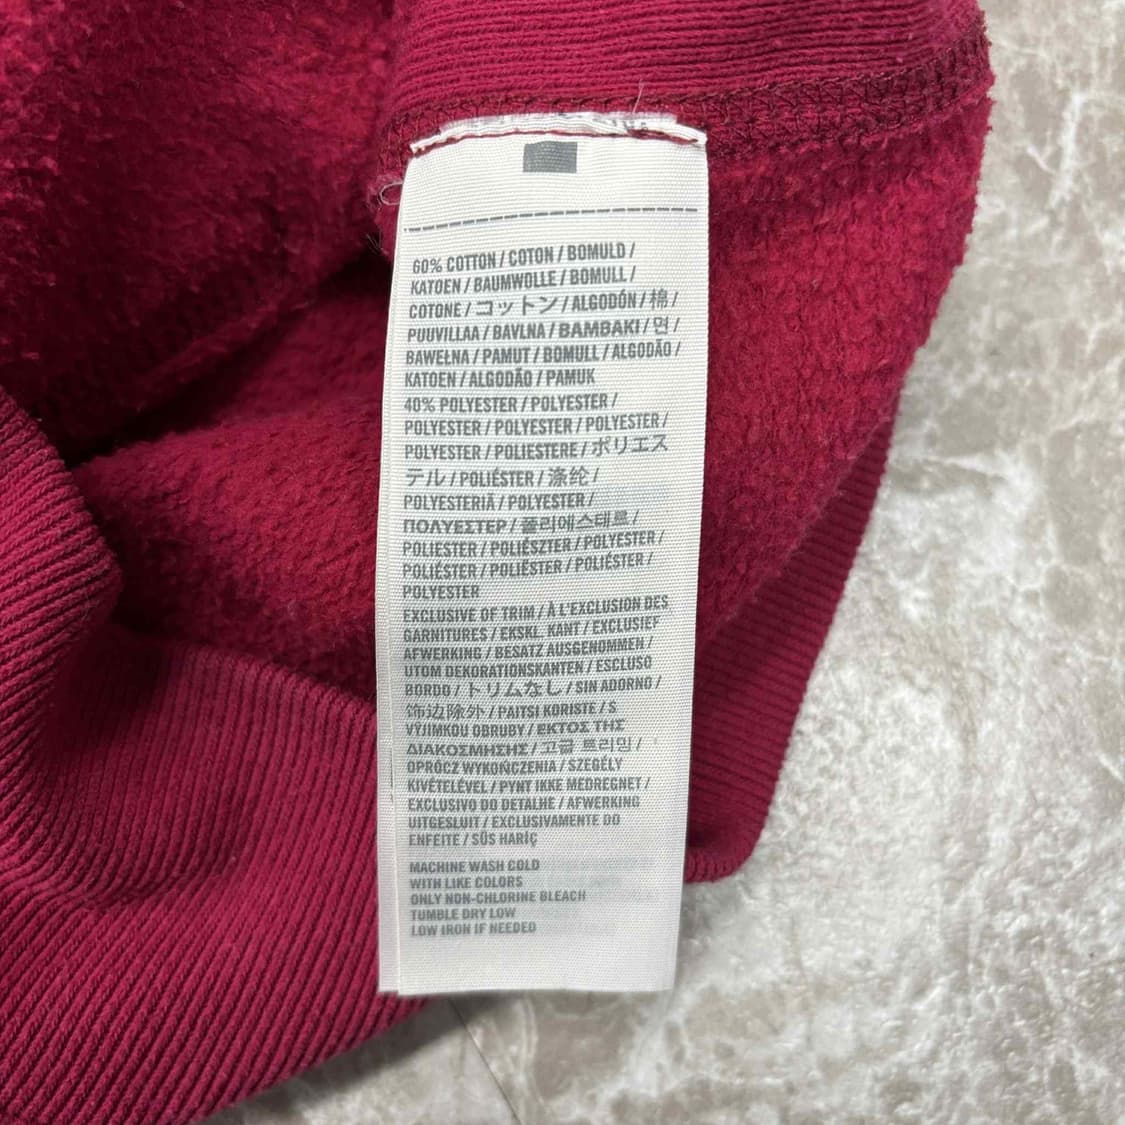 60% COTTON / COTON / BOMULD /
KATOEN / BAUMWOLLE / BOMULL /
COTONE / コットン / ALGODÓN / 棉 /
PUUVILLAA / BAVLNA / BAMBAKI / 면 /
BAWEŁNA / PAMUT / BOMULL / ALGODÃO /
KATOEN / ALGODÃO / PAMUK
40% POLYESTER / POLYESTER /
POLYESTER / POLYESTER / POLYESTER /
POLYESTER / POLIESTERE / ポリエス
テル / POLIÉSTER / 涤纶 /
POLYESTERIÄ / POLYESTER /
ΠΟΛΥΕΣΤΕΡ / 폴리에스테르 /
POLIESTER / POLIÉSZTER / POLYESTER /
POLIÉSTER / POLIËSTER / POLIÉSTER /
POLYESTER
EXCLUSIVE OF TRIM / À L'EXCLUSION DES
GARNITURES / EKSKL. KANT / EXCLUSIEF
AFWERKING / BESATZ AUSGENOMMEN /
UTOM DEKORATIONSKANTEN / ESCLUSO
BORDO / トリムなし / SIN ADORNO /
饰边除外 / PAITSI KORISTE / S
VÝJIMKOU OBRUBY / ΕΚΤΟΣ ΤΗΣ
ΔΙΑΚΟΣΜΗΣΗΣ / 고급 트리밍 /
OPRÓCZ WYKOŃCZENIA / SZEGÉLY
KIVÉTELÉVEL / PYNT IKKE MEDREGNET /
EXCLUSIVO DO DETALHE / AFWERKING
UITGESLUIT / EXCLUSIVAMENTE DO
ENFEITE / SÜS HARİÇ
MACHINE WASH COLD
WITH LIKE COLORS
ONLY NON-CHLORINE BLEACH
TUMBLE DRY LOW
LOW IRON IF NEEDED